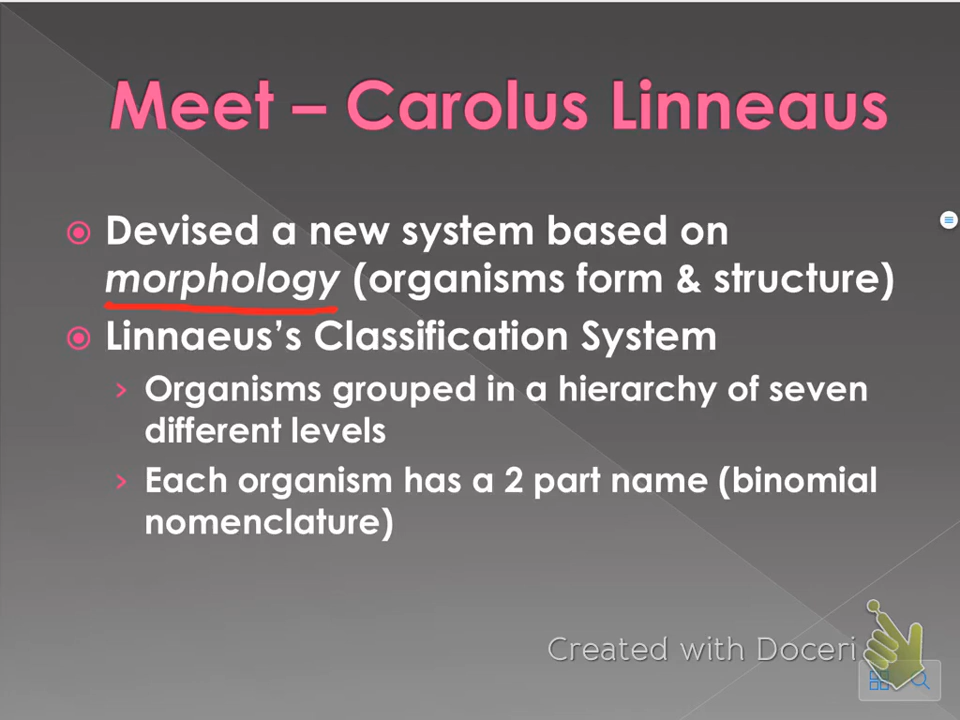 Meet – Carolus Linneaus
Devised a new system based on
morphology (organisms form & structure)
Linnaeus’s Classification System
Organisms grouped in a hierarchy of seven
different levels
Each organism has a 2 part name (binomial
nomenclature)
Created with Doceri